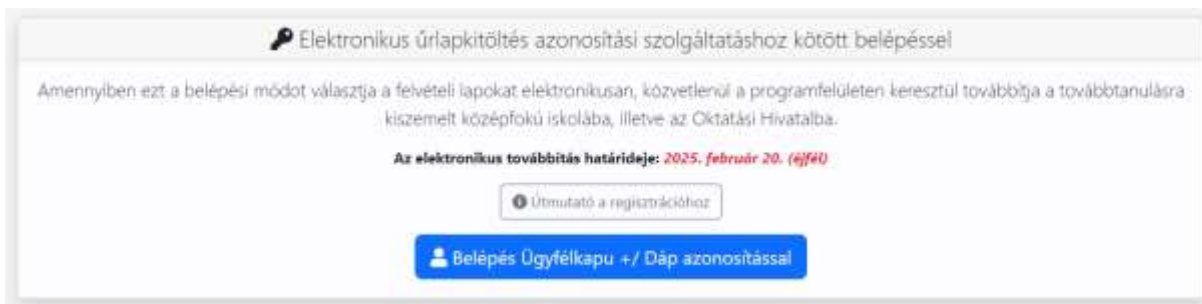 Elektronikus űrlapkitöltés azonosítási szolgáltatáshoz kötött belépéssel
Amennyiben ezt a belépési módot választja a felvételi lapokat elektronikusan, közvetlenül a programfelületen keresztül továbbítja a továbbtanulásra
kiszemelt középfokú iskolába, illetve az Oktatási Hivatalba.
Az elektronikus továbbítás határideje: 2025. február 20. (éjfél)
Útmutató a regisztrációhoz
Belépés Ügyfélkapu +/ Dáp azonosítással